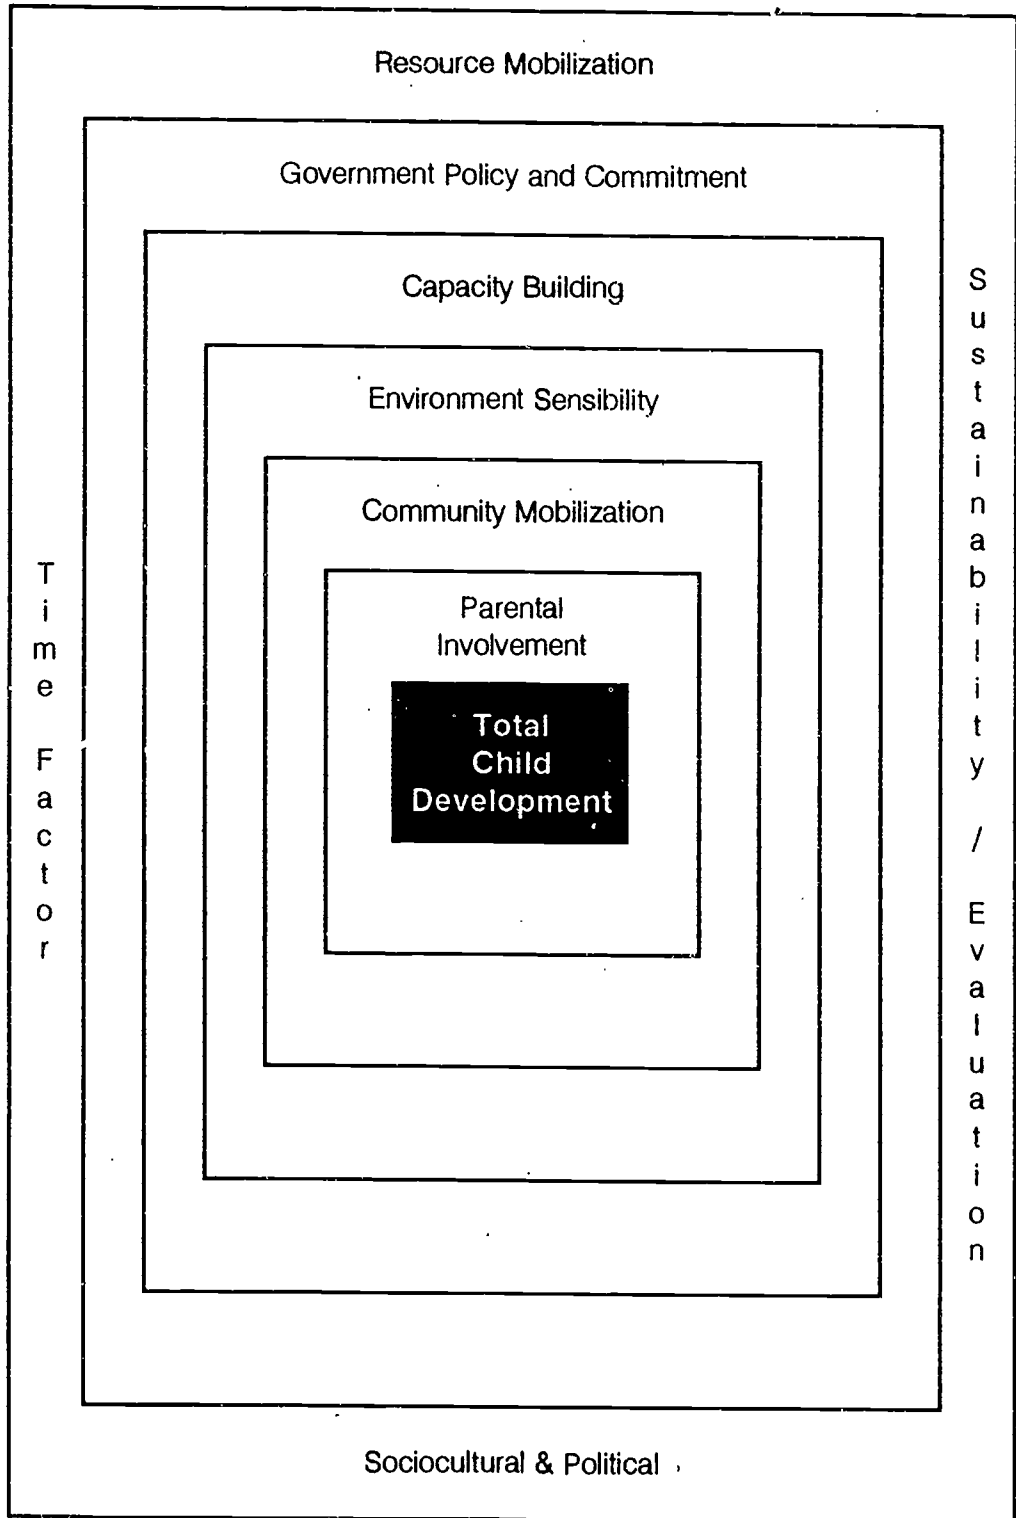 Resource Mobilization
Government Policy and Commitment
Capacity Building
Environment Sensibility
Community Mobilization
Parental
Involvement
Total
Child
Development
Time Factor
Sustainability / Evaluation
Sociocultural & Political